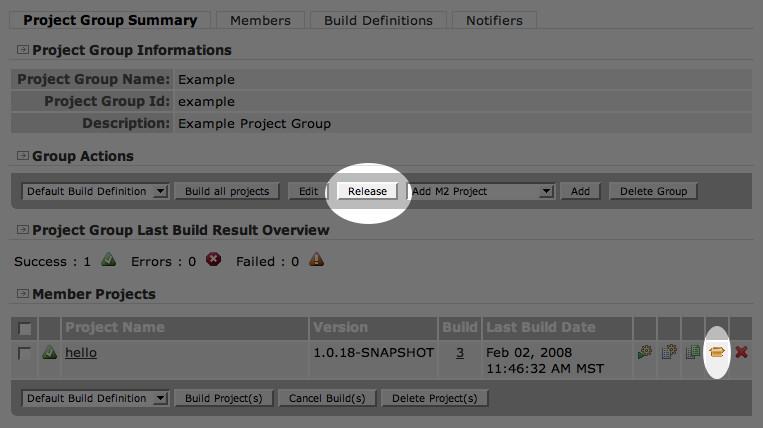 Project Group Summary Members Build Definitions Notifiers
Project Group Informations
Project Group Name: Example
Project Group Id: example
Description: Example Project Group
Group Actions
Default Build Definition Build all projects Edit Release Add M2 Project Add Delete Group
Project Group Last Build Result Overview
Success : 1 Errors : 0 Failed : 0
Member Projects
Project Name Version Build Last Build Date
hello 1.0.18-SNAPSHOT 3 Feb 02, 2008
11:46:32 AM MST
Default Build Definition Build Project(s) Cancel Build(s) Delete Project(s)